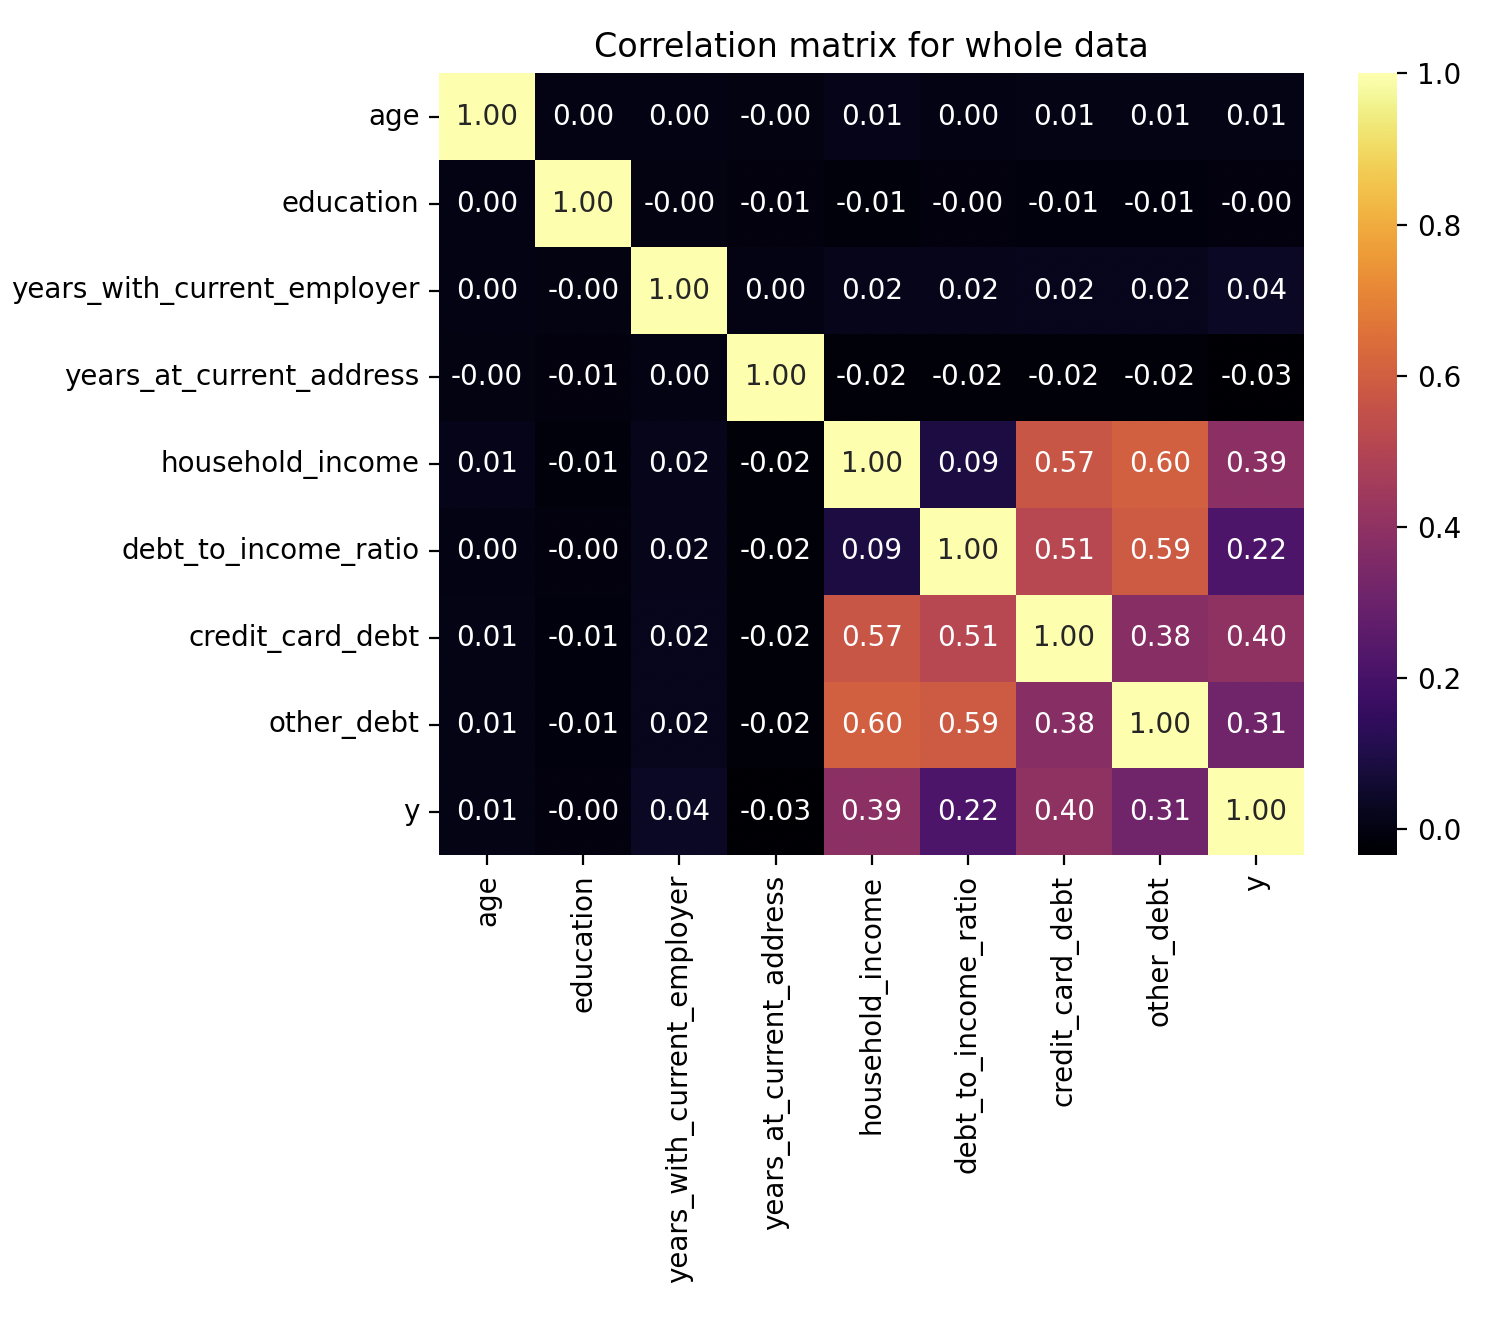 Correlation matrix for whole data
age 1.00 0.00 0.00 -0.00 0.01 0.00 0.01 0.01 0.01
education 0.00 1.00 -0.00 -0.01 -0.01 -0.00 -0.01 -0.01 -0.00
years_with_current_employer 0.00 -0.00 1.00 0.00 0.02 0.02 0.02 0.02 0.04
years_at_current_address -0.00 -0.01 0.00 1.00 -0.02 -0.02 -0.02 -0.02 -0.03
household_income 0.01 -0.01 0.02 -0.02 1.00 0.09 0.57 0.60 0.39
debt_to_income_ratio 0.00 -0.00 0.02 -0.02 0.09 1.00 0.51 0.59 0.22
credit_card_debt 0.01 -0.01 0.02 -0.02 0.57 0.51 1.00 0.38 0.40
other_debt 0.01 -0.01 0.02 -0.02 0.60 0.59 0.38 1.00 0.31
y 0.01 -0.00 0.04 -0.03 0.39 0.22 0.40 0.31 1.00
age
education
years_with_current_employer
years_at_current_address
household_income
debt_to_income_ratio
credit_card_debt
other_debt
y
1.0
0.8
0.6
0.4
0.2
0.0